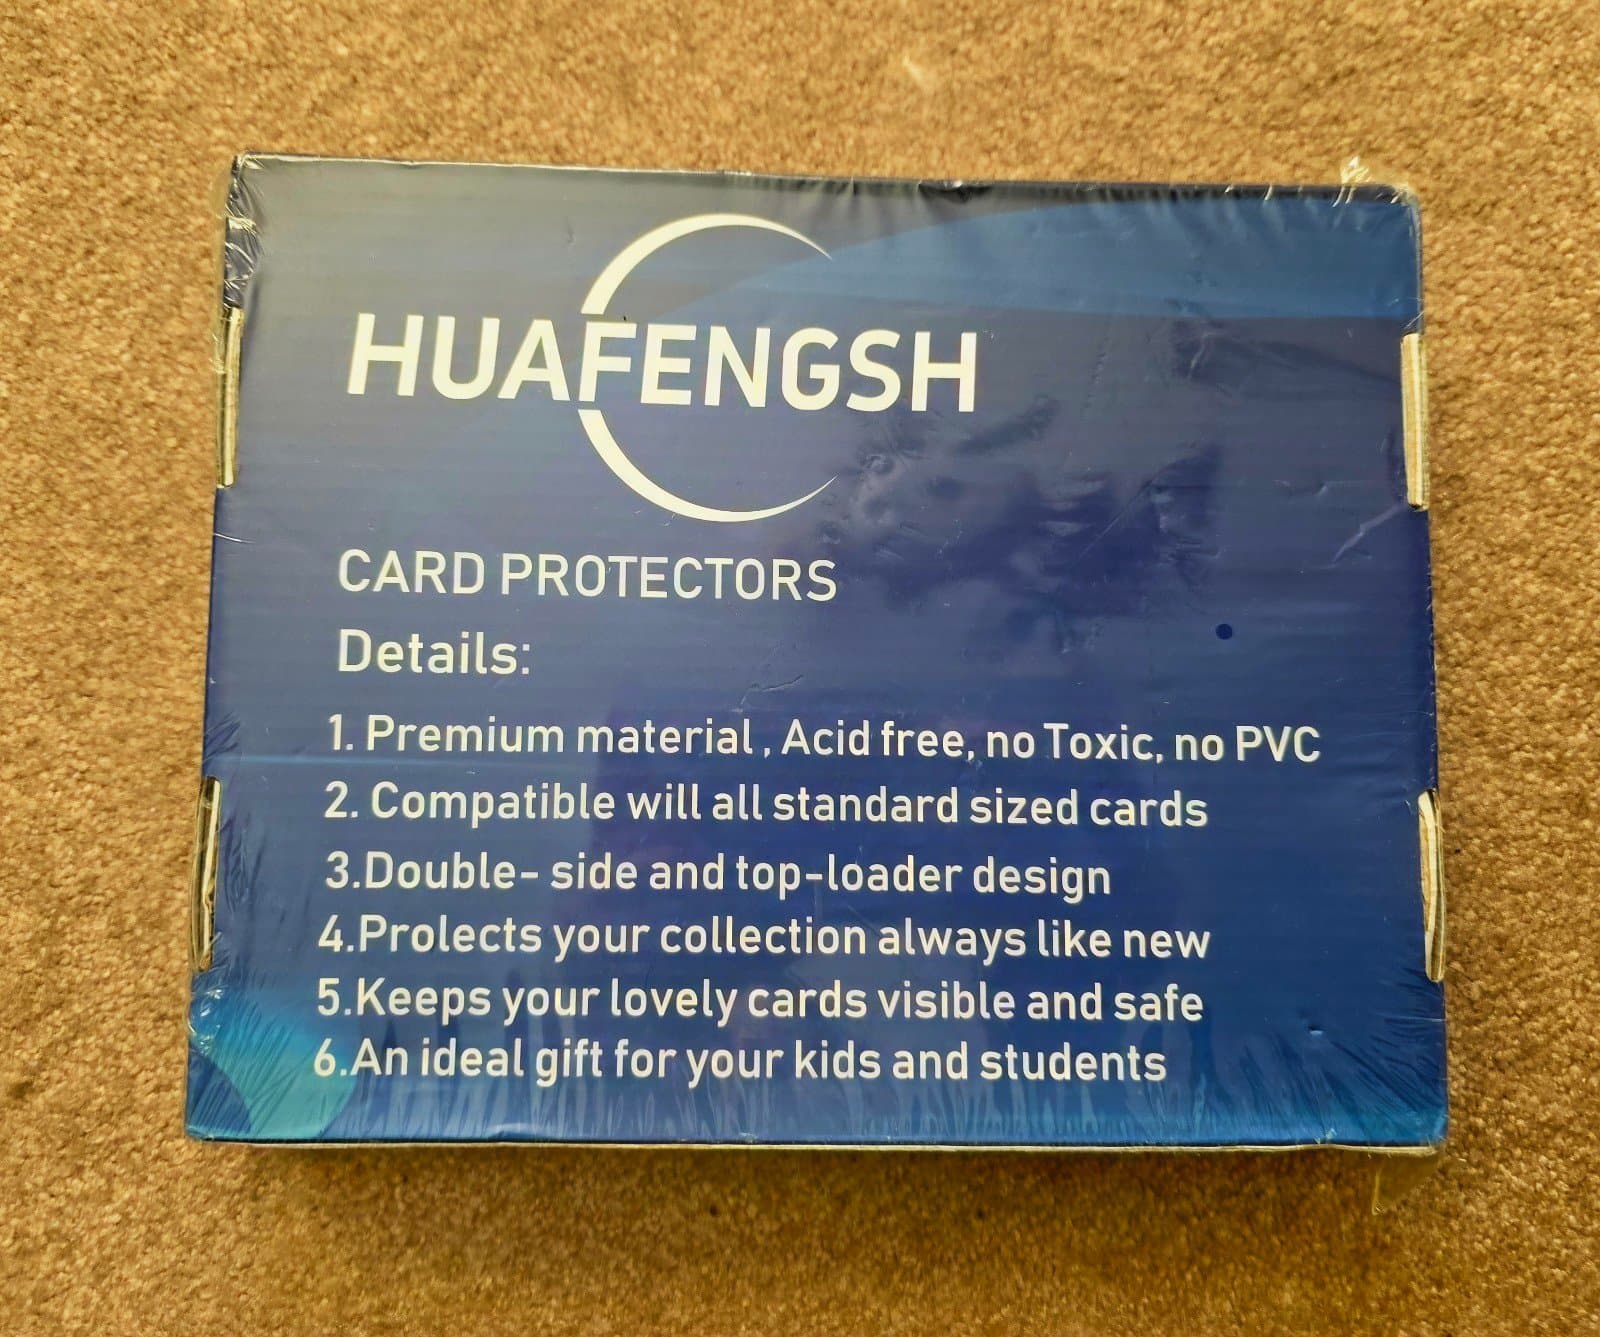 HUAFENGSH
CARD PROTECTORS
Details:
1. Premium material , Acid free, no Toxic, no PVC
2. Compatible will all standard sized cards
3.Double- side and top-loader design
4.Prolects your collection always like new
5.Keeps your lovely cards visible and safe
6.An ideal gift for your kids and students